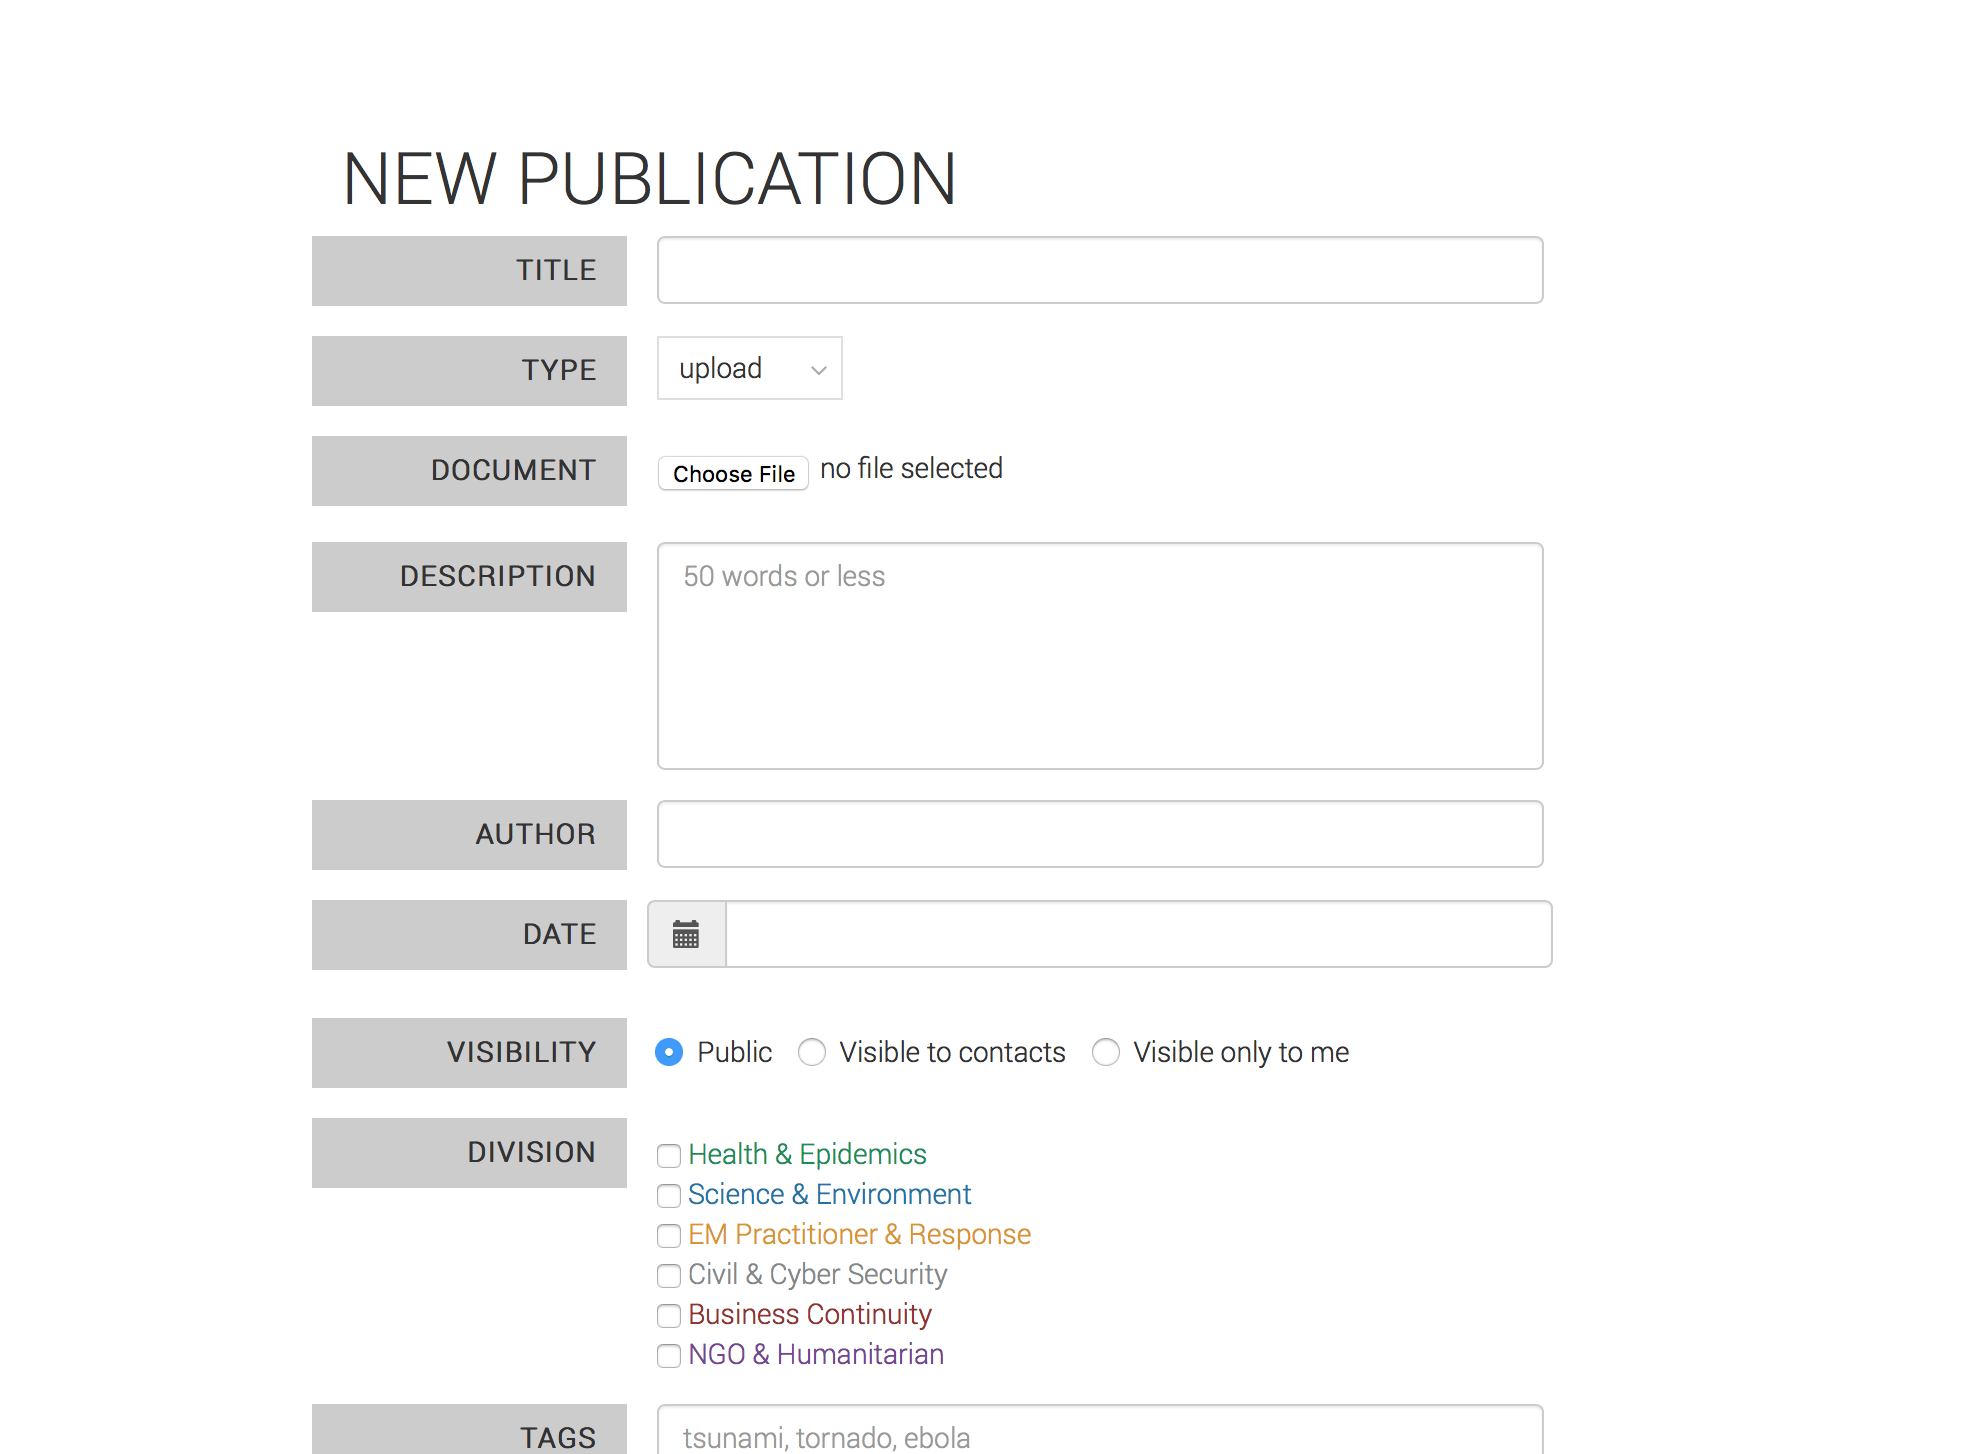 NEW PUBLICATION
TITLE
TYPE upload
DOCUMENT Choose File no file selected
DESCRIPTION 50 words or less
AUTHOR
DATE
VISIBILITY Public Visible to contacts Visible only to me
DIVISION Health & Epidemics
Science & Environment
EM Practitioner & Response
Civil & Cyber Security
Business Continuity
NGO & Humanitarian
TAGS tsunami, tornado, ebola